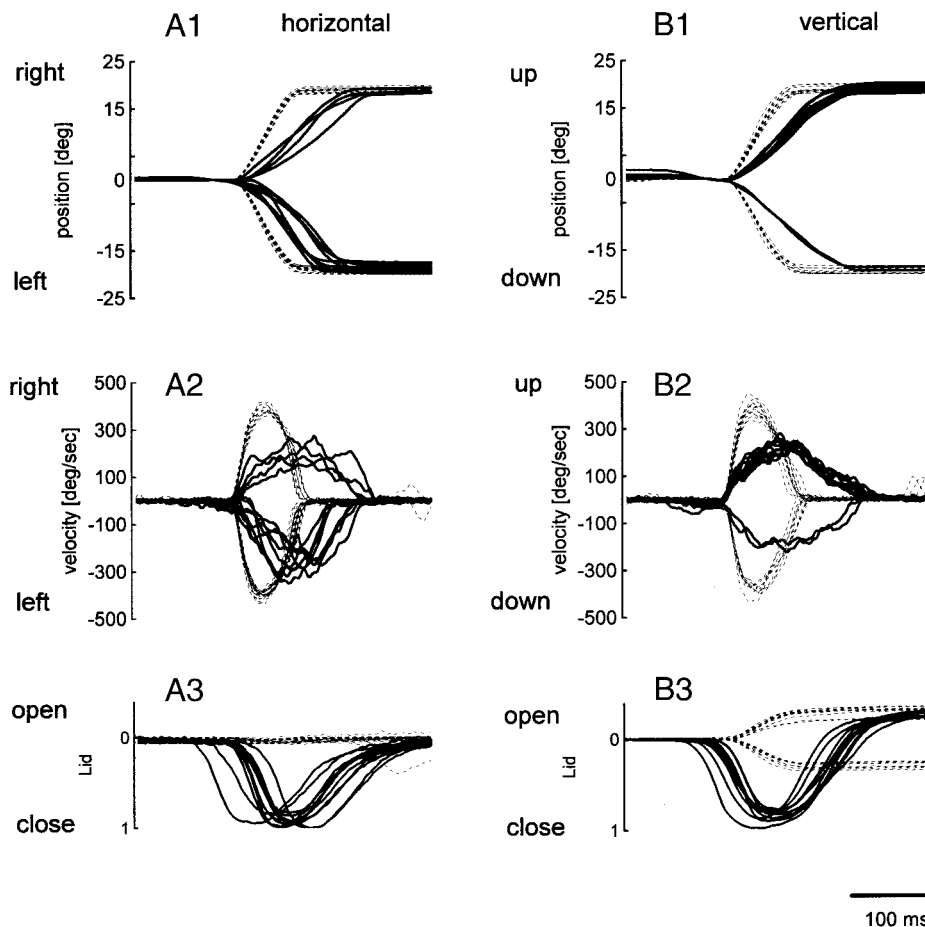 A1 horizontal
B1 vertical
right
up
25
15
0
-15
-25
position [deg]
25
15
0
-15
-25
position [deg]
left
down
right
A2
up
B2
500
300
100
-100
-300
-500
velocity [deg/sec]
500
300
100
-100
-300
-500
velocity [deg/sec]
left
down
A3
B3
open
open
0
1
Lid
0
1
Lid
close
close
100 ms